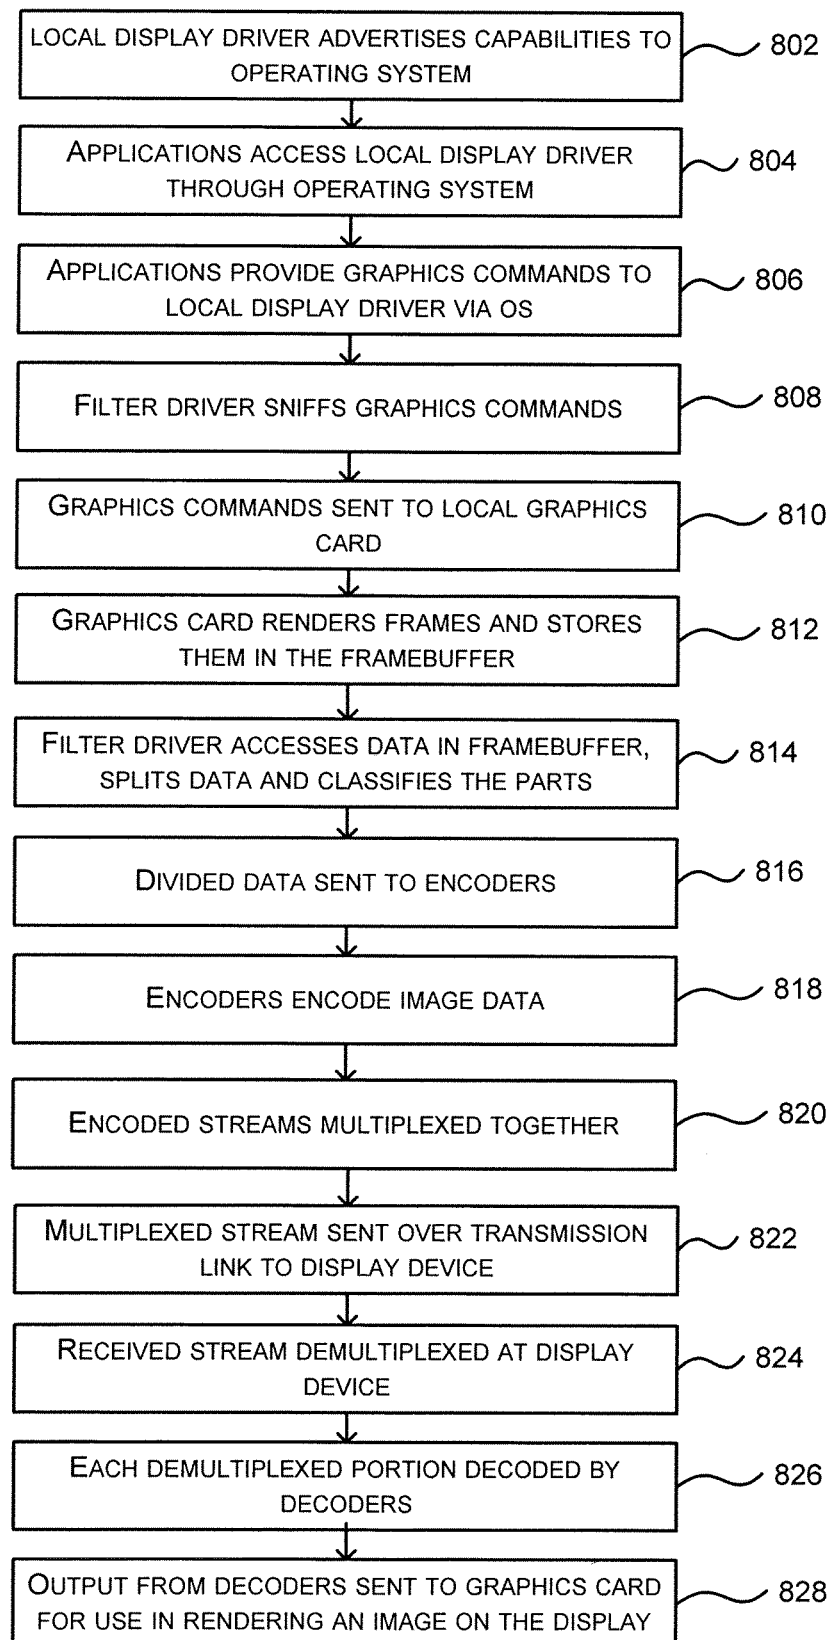 LOCAL DISPLAY DRIVER ADVERTISES CAPABILITIES TO
OPERATING SYSTEM
802
APPLICATIONS ACCESS LOCAL DISPLAY DRIVER
THROUGH OPERATING SYSTEM
804
APPLICATIONS PROVIDE GRAPHICS COMMANDS TO
LOCAL DISPLAY DRIVER VIA OS
806
FILTER DRIVER SNIFFS GRAPHICS COMMANDS
808
GRAPHICS COMMANDS SENT TO LOCAL GRAPHICS
CARD
810
GRAPHICS CARD RENDERS FRAMES AND STORES
THEM IN THE FRAMEBUFFER
812
FILTER DRIVER ACCESSES DATA IN FRAMEBUFFER,
SPLITS DATA AND CLASSIFIES THE PARTS
814
DIVIDED DATA SENT TO ENCODERS
816
ENCODERS ENCODE IMAGE DATA
818
ENCODED STREAMS MULTIPLEXED TOGETHER
820
MULTIPLEXED STREAM SENT OVER TRANSMISSION
LINK TO DISPLAY DEVICE
822
RECEIVED STREAM DEMULTIPLEXED AT DISPLAY
DEVICE
824
EACH DEMULTIPLEXED PORTION DECODED BY
DECODERS
826
OUTPUT FROM DECODERS SENT TO GRAPHICS CARD
FOR USE IN RENDERING AN IMAGE ON THE DISPLAY
828